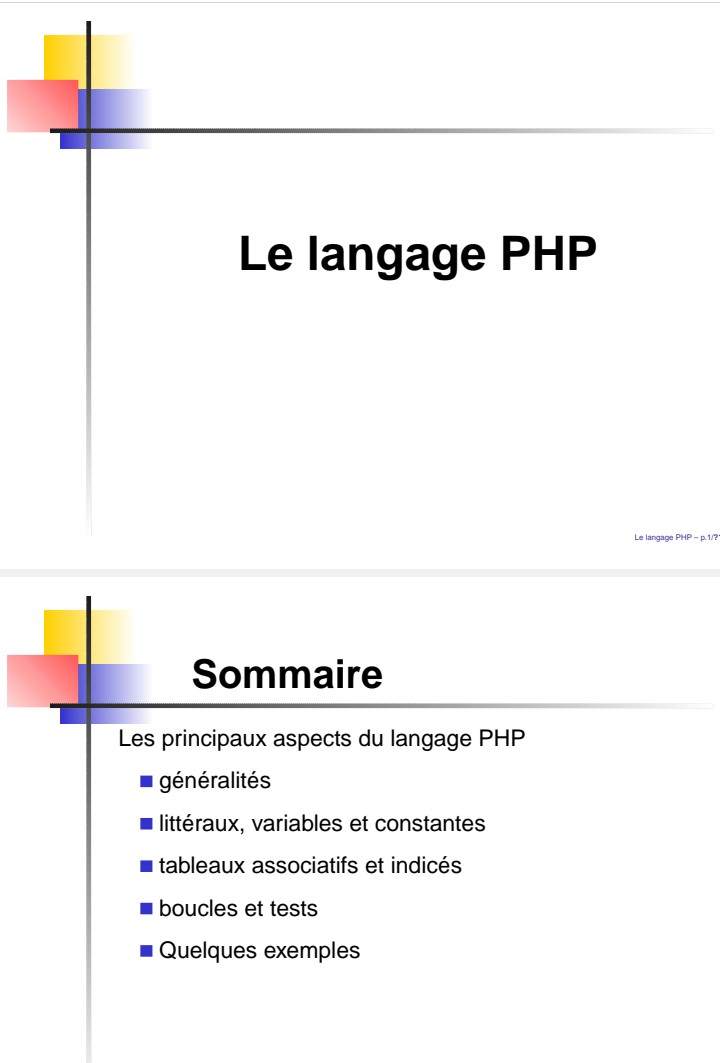 Le langage PHP
Le langage PHP – p.1/??
Sommaire
Les principaux aspects du langage PHP
généralités
littéraux, variables et constantes
tableaux associatifs et indicés
boucles et tests
Quelques exemples